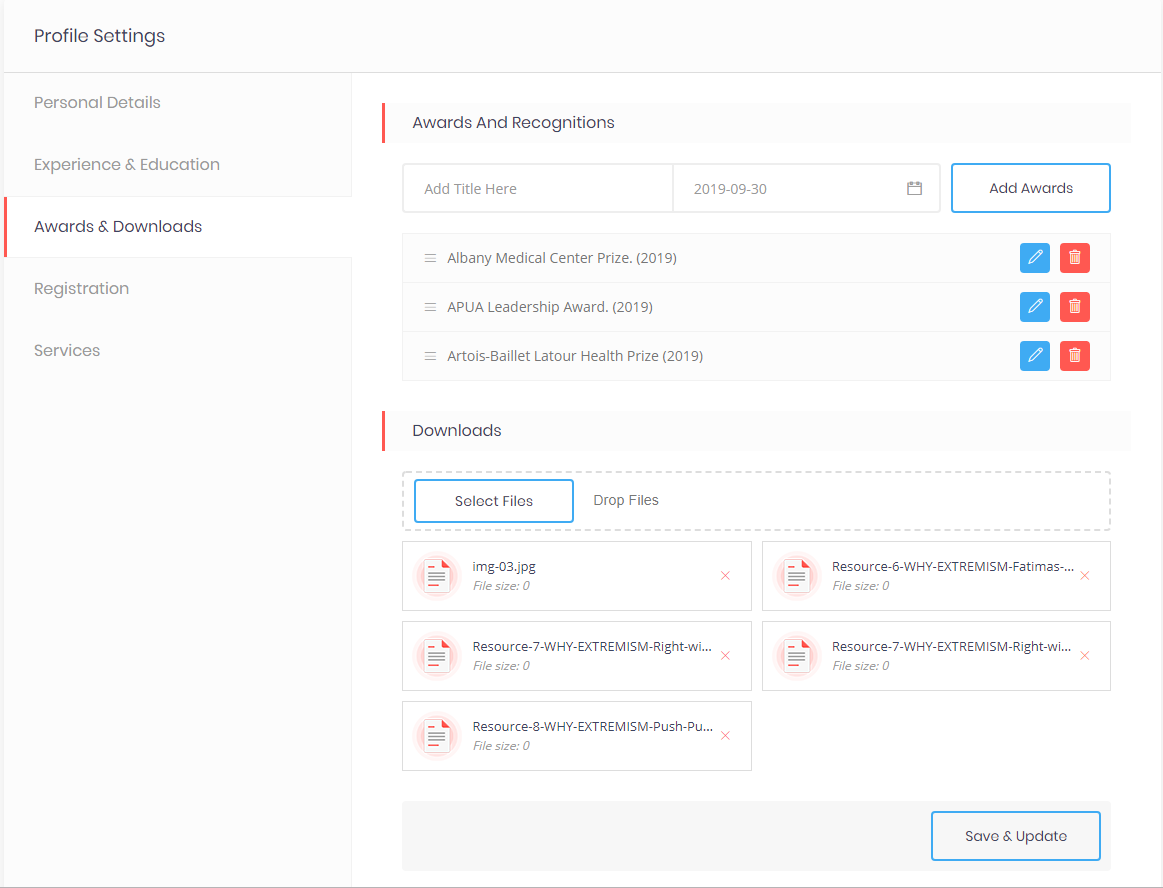 Profile Settings
Personal Details
Experience & Education
Awards & Downloads
Registration
Services
Awards And Recognitions
Add Title Here
2019-09-30
Add Awards
Albany Medical Center Prize. (2019)
APUA Leadership Award. (2019)
Artois-Baillet Latour Health Prize (2019)
Downloads
Select Files
Drop Files
img-03.jpg
File size: 0
Resource-6-WHY-EXTREMISM-Fatimas-...
File size: 0
Resource-7-WHY-EXTREMISM-Right-wi...
File size: 0
Resource-7-WHY-EXTREMISM-Right-wi...
File size: 0
Resource-8-WHY-EXTREMISM-Push-Pu...
File size: 0
Save & Update